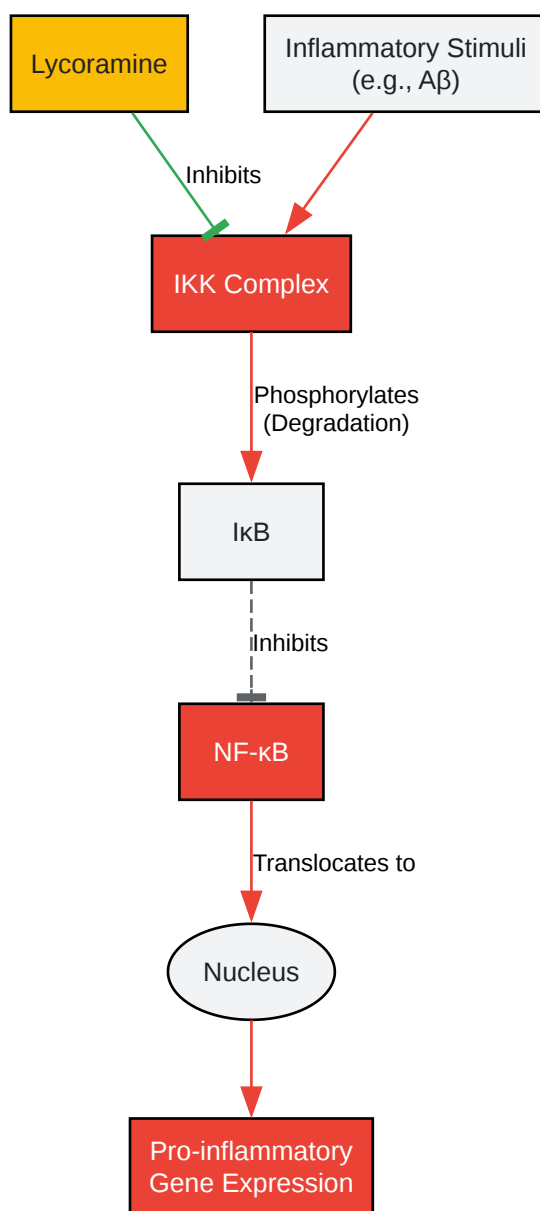 Lycoramine
Inflammatory Stimuli
(e.g., Aβ)
Inhibits
IKK Complex
Phosphorylates
(Degradation)
IκB
Inhibits
NF-κB
Translocates to
Nucleus
Pro-inflammatory
Gene Expression